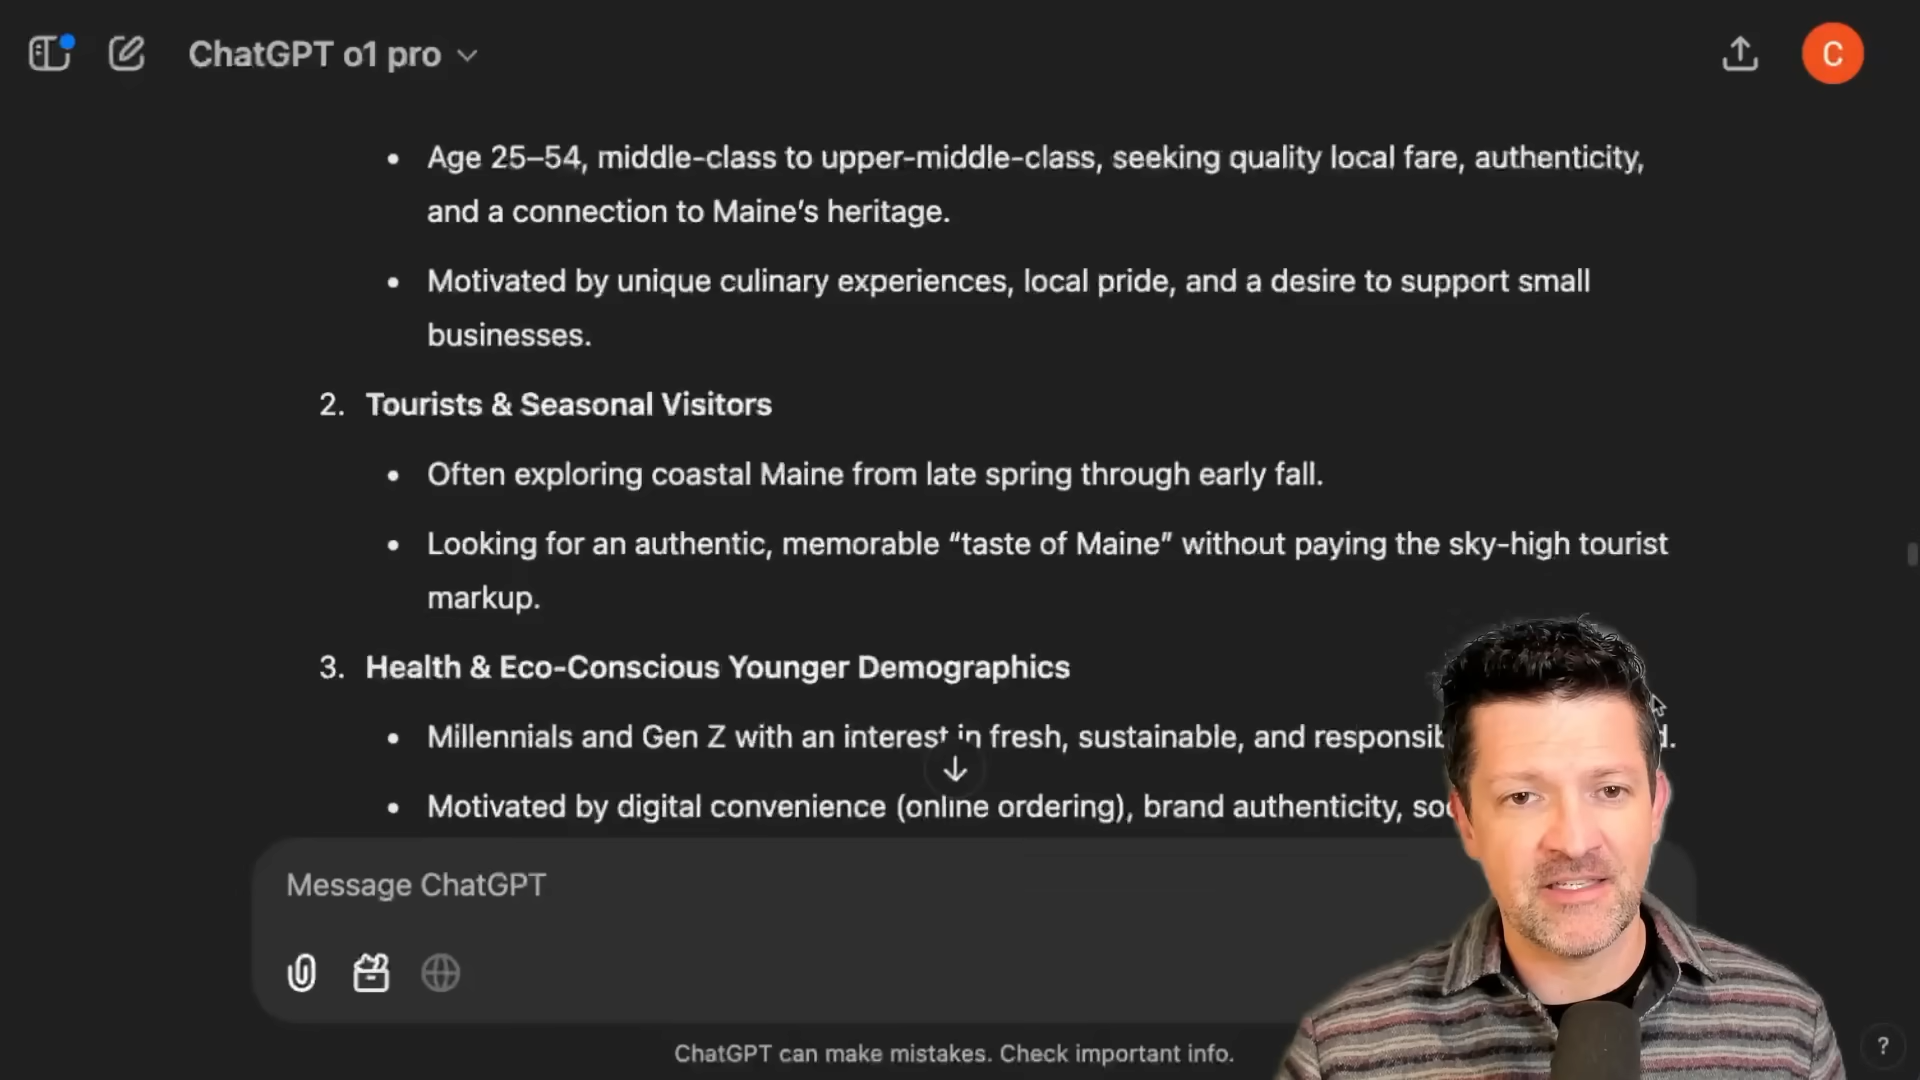 ChatGPT o1 pro
C
• Age 25–54, middle-class to upper-middle-class, seeking quality local fare, authenticity,
and a connection to Maine’s heritage.
• Motivated by unique culinary experiences, local pride, and a desire to support small
businesses.
2. Tourists & Seasonal Visitors
• Often exploring coastal Maine from late spring through early fall.
• Looking for an authentic, memorable “taste of Maine” without paying the sky-high tourist
markup.
3. Health & Eco-Conscious Younger Demographics
• Millennials and Gen Z with an interest in fresh, sustainable, and
• Motivated by digital convenience (online ordering), brand authenticity,
Message ChatGPT
ChatGPT can make mistakes. Check important info.
?